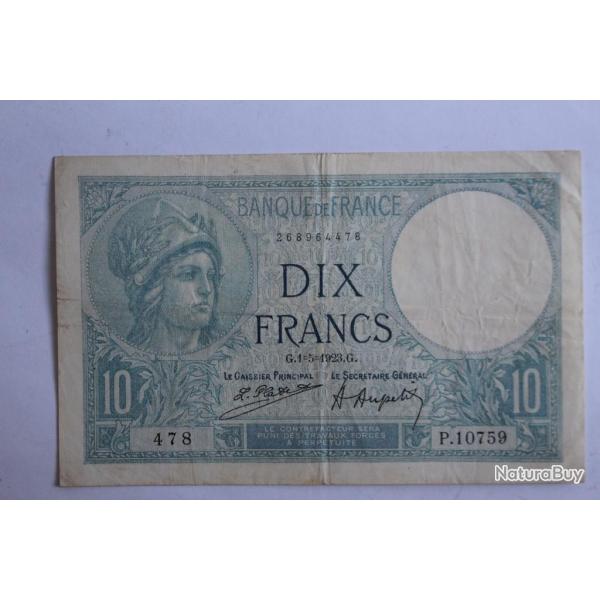 BANQUE DE FRANCE
268964478
DIX
FRANCS
G.1=5=1923.G.
LE CAISSIER PRINCIPAL LE SECRÉTAIRE GÉNÉRAL
10 10
LE CONTREFACTEUR SERA
PUNI DES TRAVAUX FORCÉS
À PERPÉTUITÉ
478 P.10759
NaturaBuy